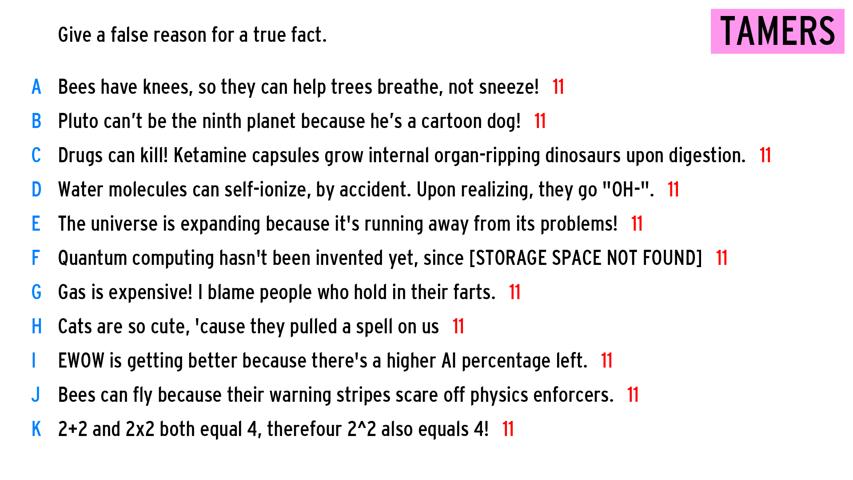 Give a false reason for a true fact.
TAMERS
A Bees have knees, so they can help trees breathe, not sneeze! 11
B Pluto can't be the ninth planet because he's a cartoon dog! 11
C Drugs can kill! Ketamine capsules grow internal organ-ripping dinosaurs upon digestion. 11
D Water molecules can self-ionize, by accident. Upon realizing, they go "OH-". 11
E The universe is expanding because it's running away from its problems! 11
F Quantum computing hasn't been invented yet, since [STORAGE SPACE NOT FOUND] 11
G Gas is expensive! I blame people who hold in their farts. 11
H Cats are so cute, 'cause they pulled a spell on us 11
I EWOW is getting better because there's a higher AI percentage left. 11
J Bees can fly because their warning stripes scare off physics enforcers. 11
K 2+2 and 2x2 both equal 4, therefour 2^2 also equals 4! 11